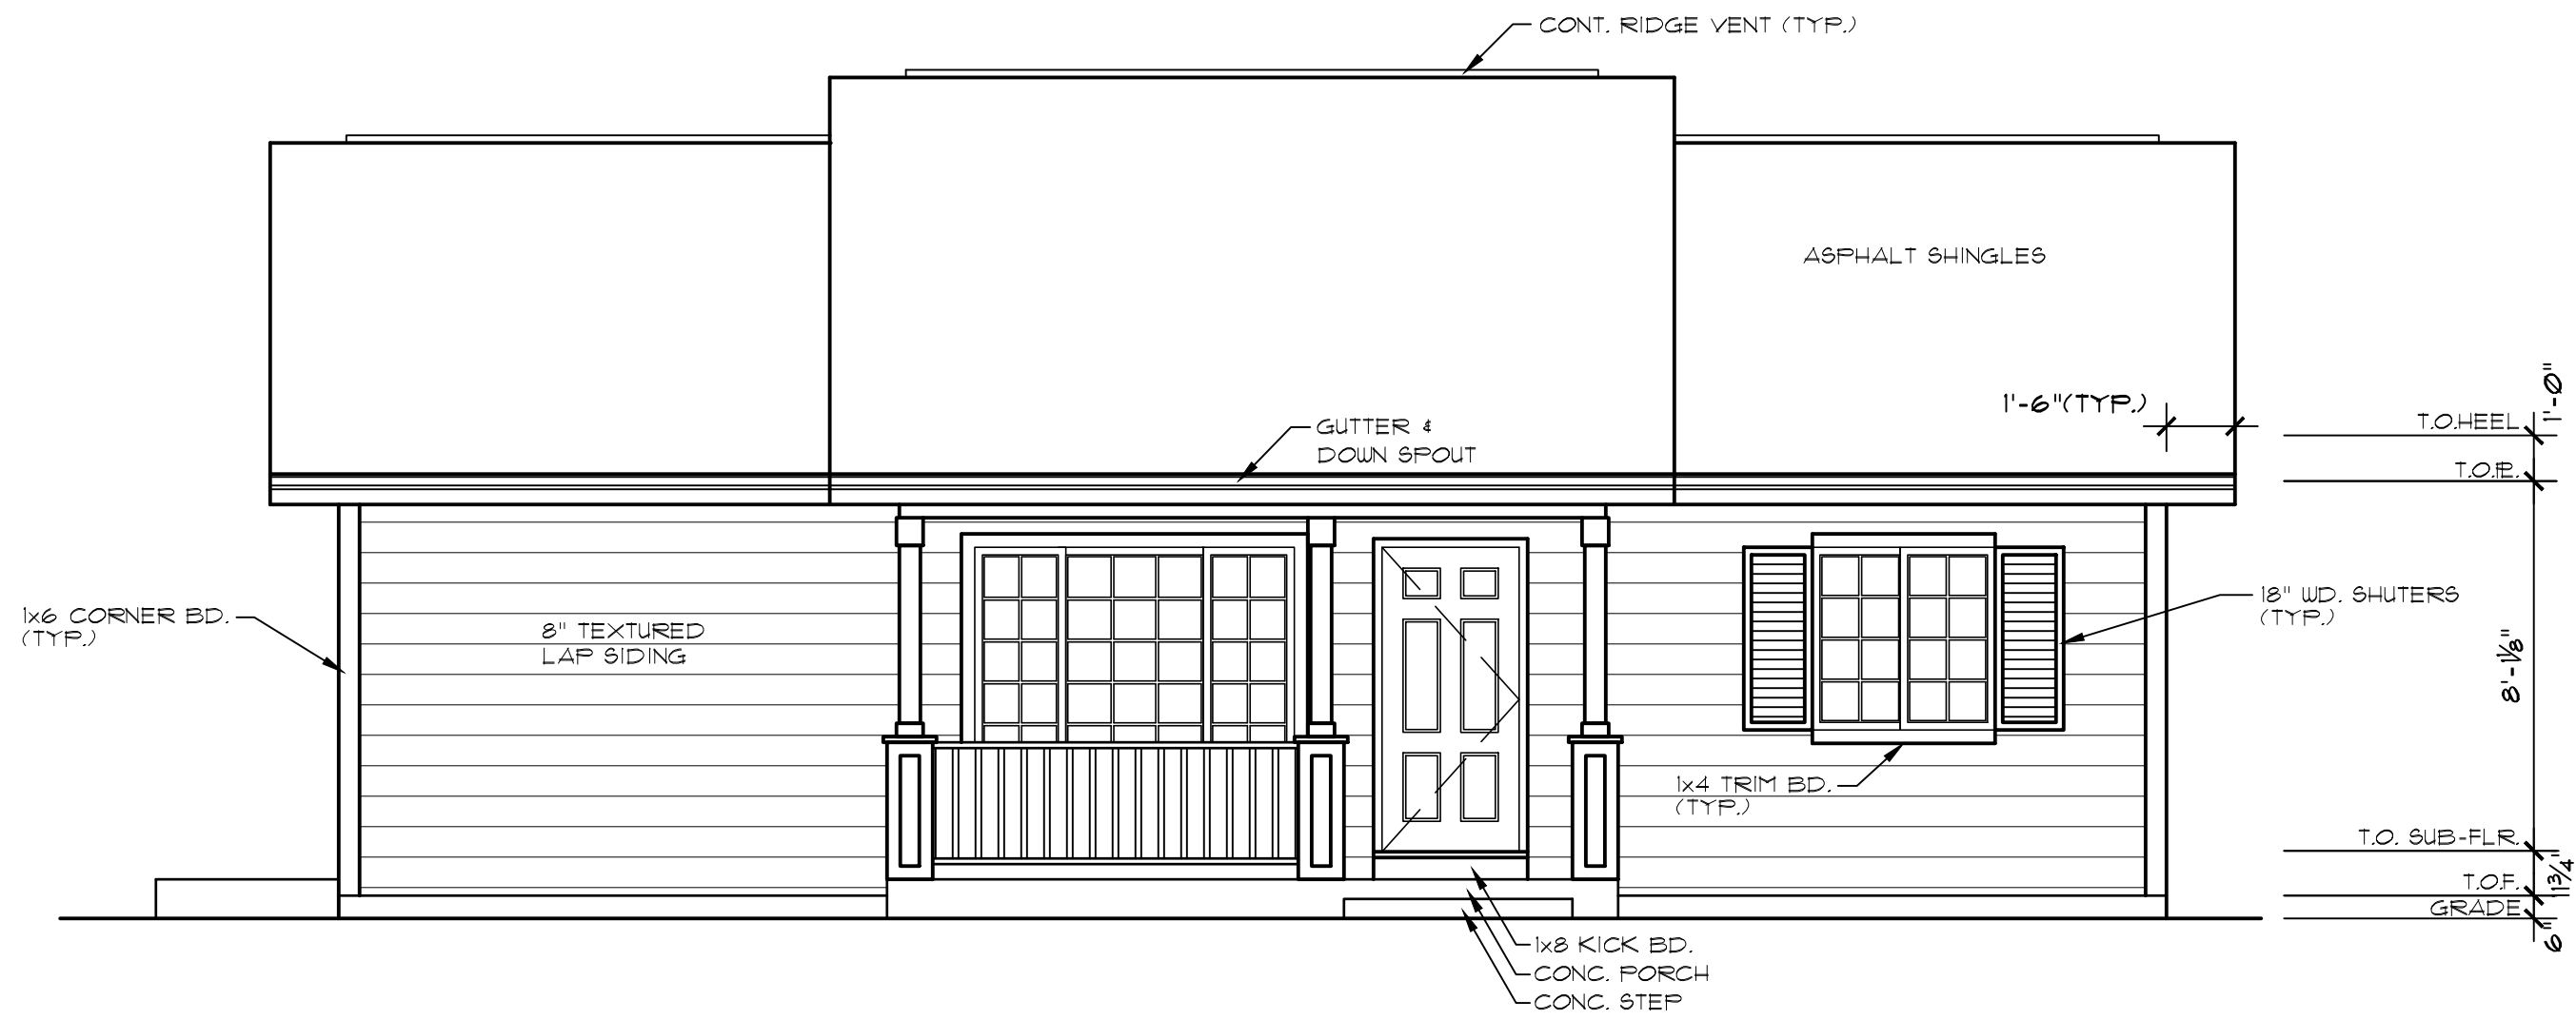 CONT. RIDGE VENT (TYP.)
ASPHALT SHINGLES
1'-6"(TYP.)
1'-0"
T.O.HEEL
GUTTER &
DOWN SPOUT
T.O.PL.
1x6 CORNER BD.
(TYP.)
8" TEXTURED
LAP SIDING
18" WD. SHUTERS
(TYP.)
8'-1/8"
1x4 TRIM BD.
(TYP.)
T.O. SUB-FLR.
1 3/4"
T.O.F.
GRADE
6"
1x8 KICK BD.
CONC. PORCH
CONC. STEP